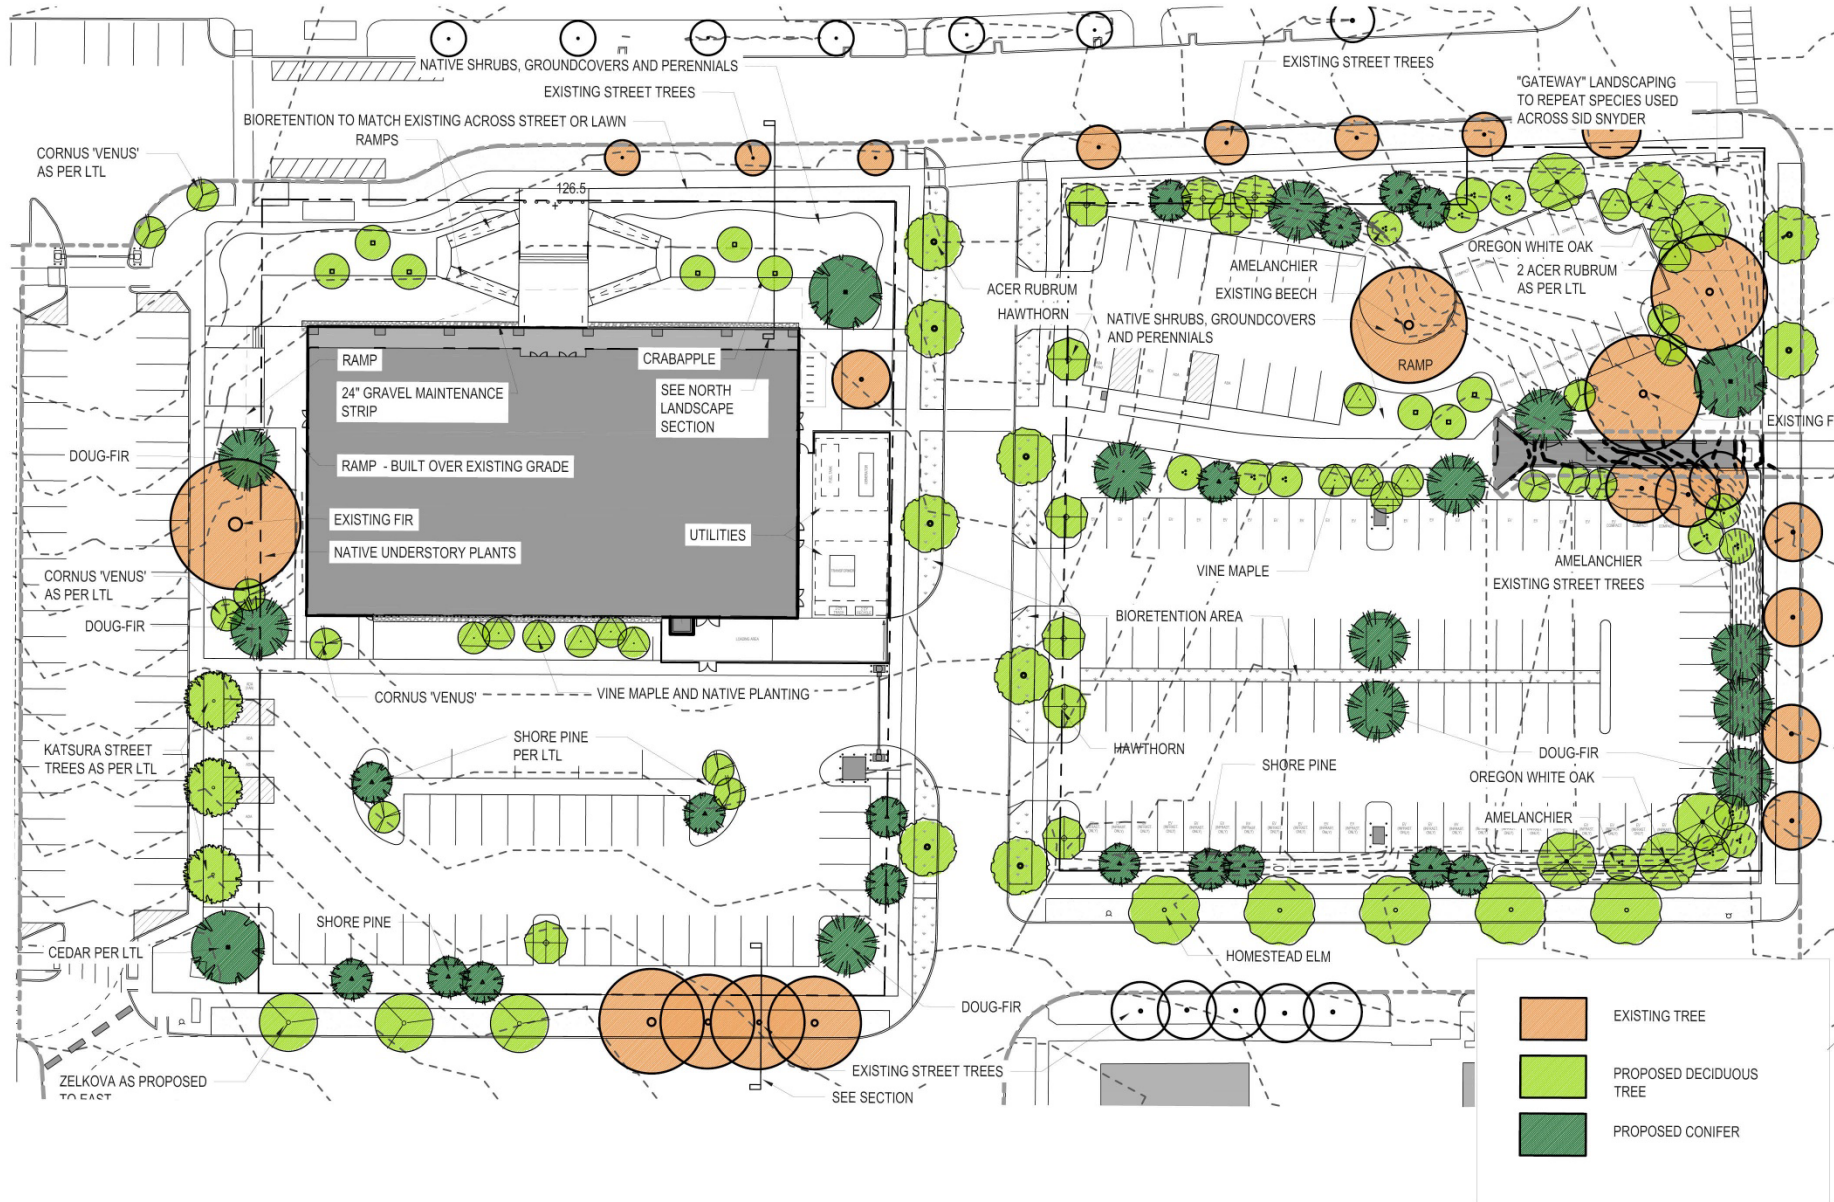 NATIVE SHRUBS, GROUNDCOVERS AND PERENNIALS
EXISTING STREET TREES
EXISTING STREET TREES
"GATEWAY" LANDSCAPING
TO REPEAT SPECIES USED
ACROSS SID SNYDER
BIORETENTION TO MATCH EXISTING ACROSS STREET OR LAWN
RAMPS
CORNUS 'VENUS'
AS PER LTL
126.5
OREGON WHITE OAK
AMELANCHIER
2 ACER RUBRUM
AS PER LTL
ACER RUBRUM
EXISTING BEECH
HAWTHORN
NATIVE SHRUBS, GROUNDCOVERS
AND PERENNIALS
RAMP
RAMP
CRABAPPLE
24" GRAVEL MAINTENANCE
STRIP
SEE NORTH
LANDSCAPE
SECTION
EXISTING F
DOUG-FIR
RAMP - BUILT OVER EXISTING GRADE
EXISTING FIR
UTILITIES
NATIVE UNDERSTORY PLANTS
VINE MAPLE
AMELANCHIER
EXISTING STREET TREES
CORNUS 'VENUS'
AS PER LTL
DOUG-FIR
BIORETENTION AREA
LOADING AREA
CORNUS 'VENUS'
VINE MAPLE AND NATIVE PLANTING
KATSURA STREET
TREES AS PER LTL
SHORE PINE
PER LTL
HAWTHORN
DOUG-FIR
SHORE PINE
OREGON WHITE OAK
AMELANCHIER
SHORE PINE
CEDAR PER LTL
HOMESTEAD ELM
DOUG-FIR
EXISTING STREET TREES
ZELKOVA AS PROPOSED
TO EAST
SEE SECTION
EXISTING TREE
PROPOSED DECIDUOUS
TREE
PROPOSED CONIFER